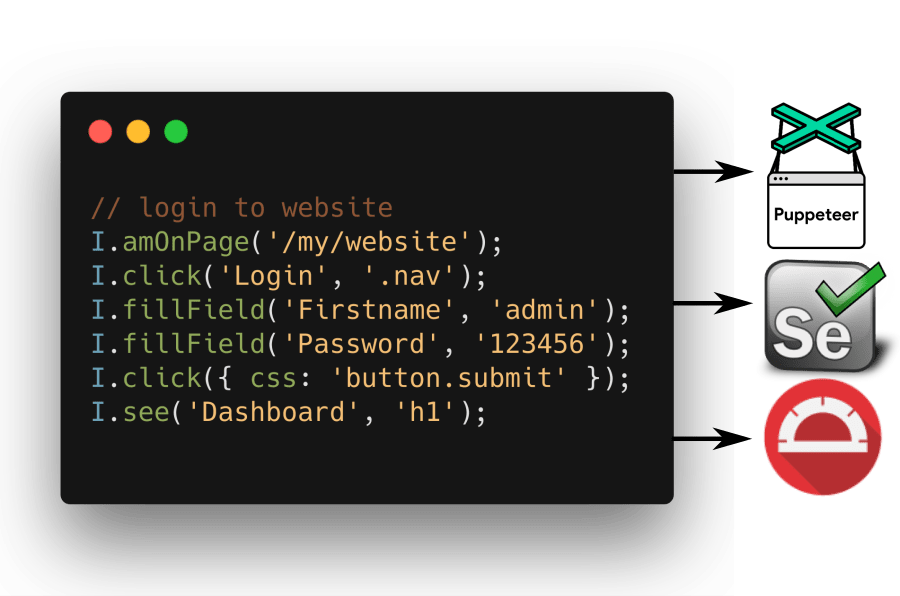 // login to website
I.amOnPage('/my/website');
I.click('Login', '.nav');
I.fillField('Firstname', 'admin');
I.fillField('Password', '123456');
I.click({ css: 'button.submit' });
I.see('Dashboard', 'h1');
Puppeteer
Se